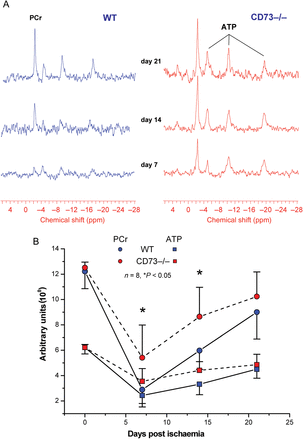 A
WT
CD73–/–
PCr
ATP
day 21
day 14
day 7
4 –4 –8 –12 –16 –20 –24 –28
4 –4 –8 –12 –16 –20 –24 –28
Chemical shift (ppm)
Chemical shift (ppm)
B
PCr ATP
WT
CD73–/–
n = 8, *P < 0.05
*
*
14
12
10
8
6
4
2
0
Arbitrary units
0 5 10 15 20 25
Days post ischaemia